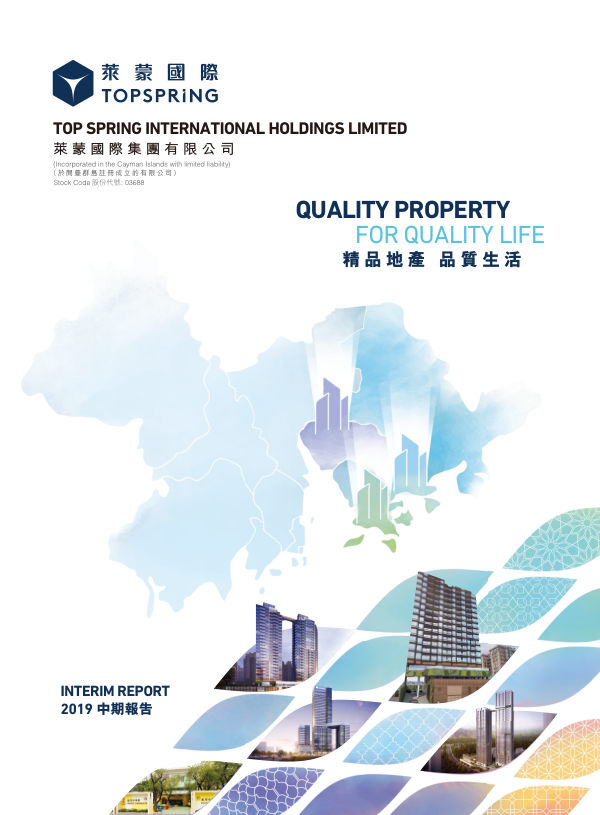 萊蒙國際
TOPSPRiNG
TOP SPRING INTERNATIONAL HOLDINGS LIMITED
萊蒙國際集團有限公司
(Incorporated in the Cayman Islands with limited liability)
(於開曼群島註冊成立的有限公司)
Stock Code 股份代號: 03688
QUALITY PROPERTY
FOR QUALITY LIFE
精品地產 品質生活
INTERIM REPORT
2019 中期報告